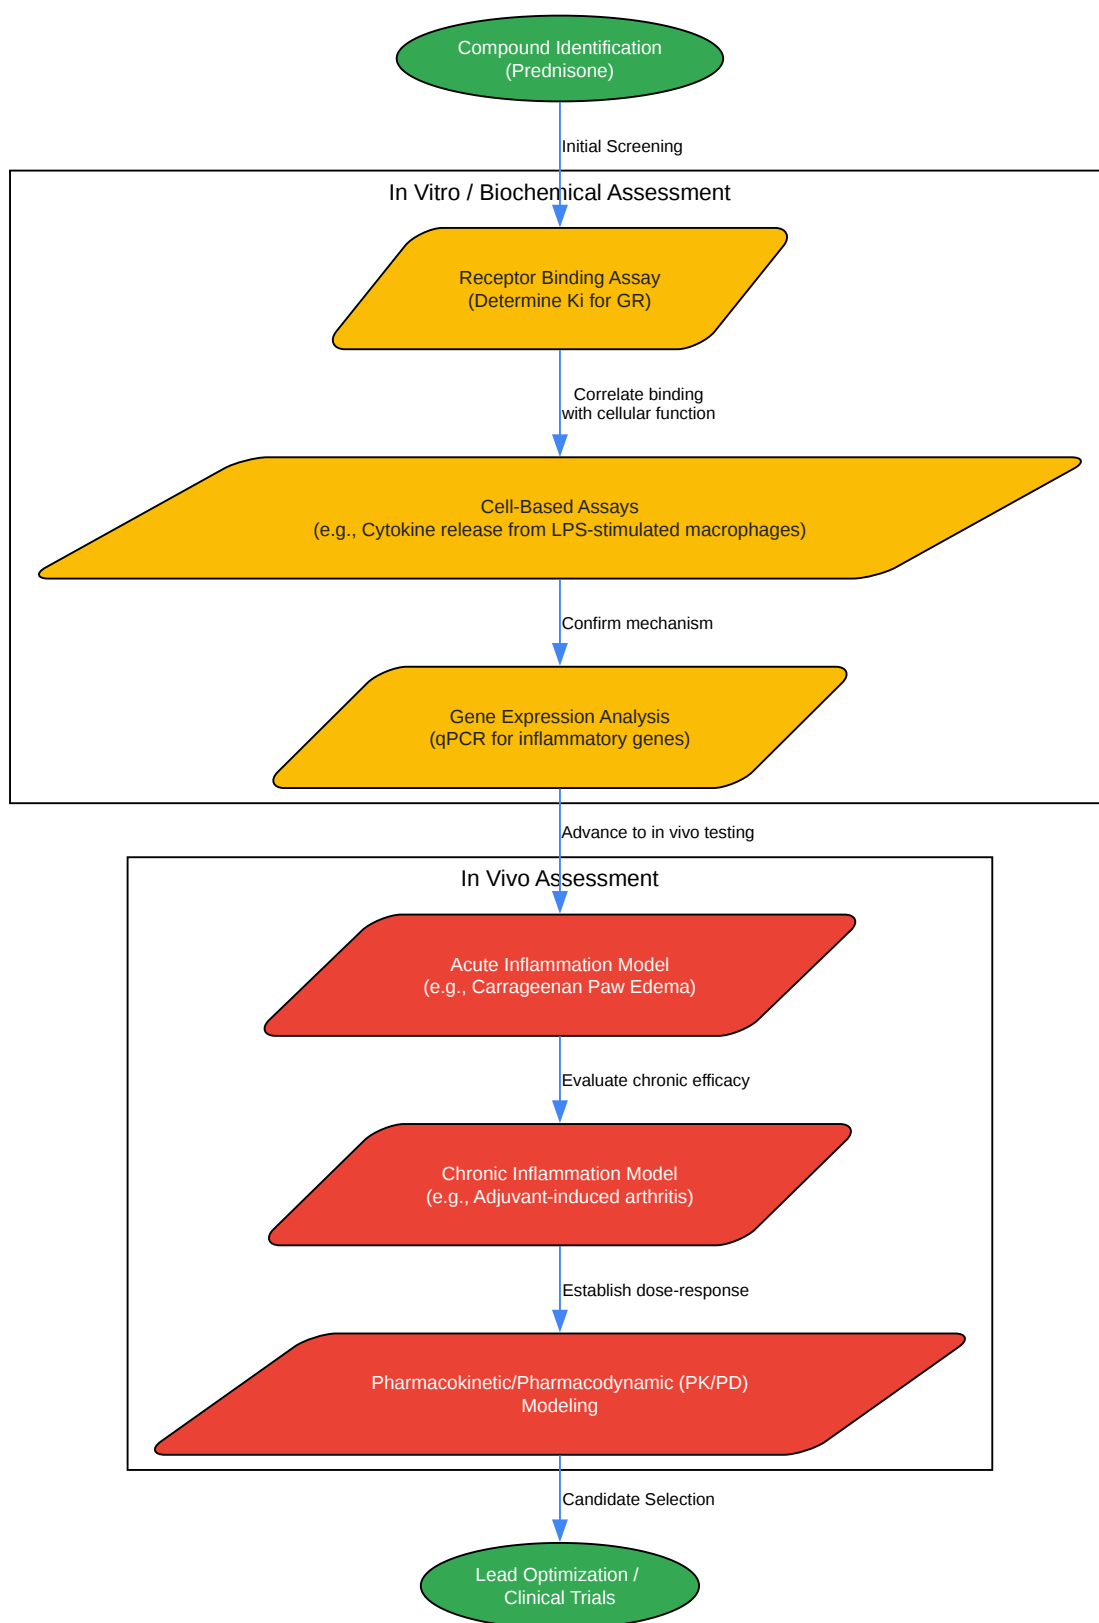 Compound Identification
(Prednisone)
Initial Screening
In Vitro / Biochemical Assessment
Receptor Binding Assay
(Determine Ki for GR)
Correlate binding
with cellular function
Cell-Based Assays
(e.g., Cytokine release from LPS-stimulated macrophages)
Confirm mechanism
Gene Expression Analysis
(qPCR for inflammatory genes)
Advance to in vivo testing
In Vivo Assessment
Acute Inflammation Model
(e.g., Carrageenan Paw Edema)
Evaluate chronic efficacy
Chronic Inflammation Model
(e.g., Adjuvant-induced arthritis)
Establish dose-response
Pharmacokinetic/Pharmacodynamic (PK/PD)
Modeling
Candidate Selection
Lead Optimization /
Clinical Trials